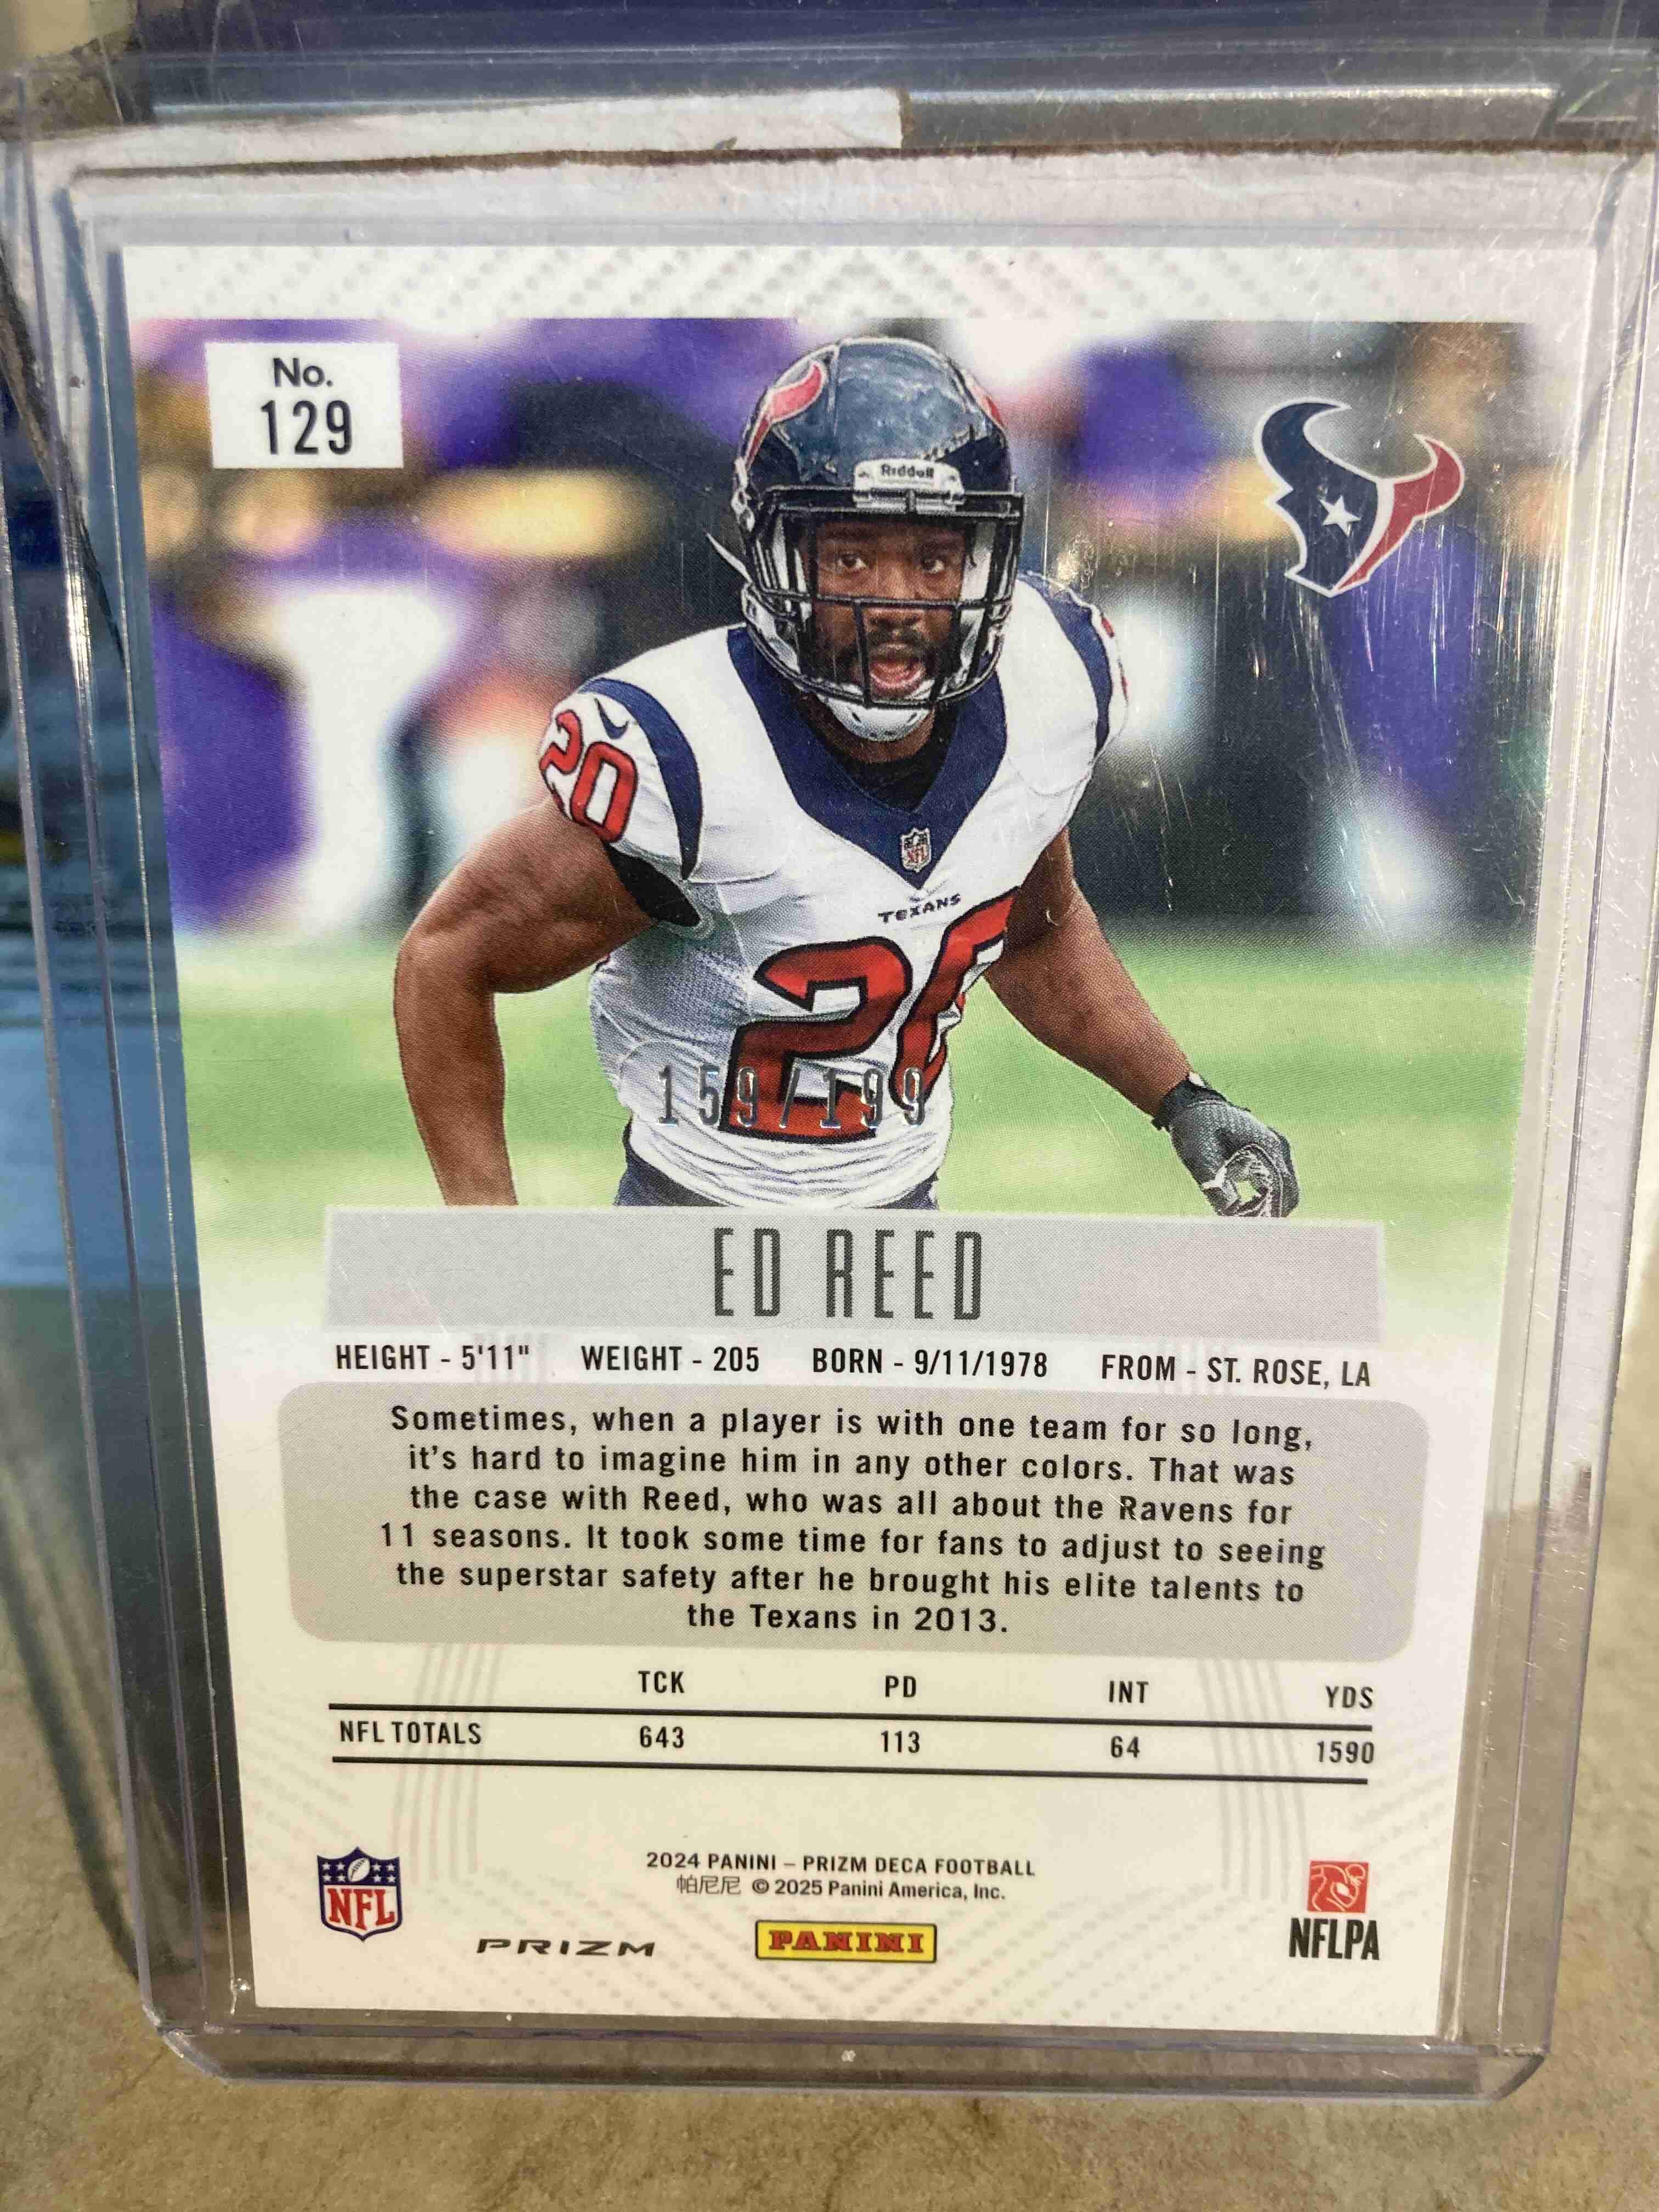 No.
129
Riddell
20
NFL
TEXANS
20
159/199
ED REED
HEIGHT - 5'11" WEIGHT - 205 BORN - 9/11/1978 FROM - ST. ROSE, LA
Sometimes, when a player is with one team for so long,
it's hard to imagine him in any other colors. That was
the case with Reed, who was all about the Ravens for
11 seasons. It took some time for fans to adjust to seeing
the superstar safety after he brought his elite talents to
the Texans in 2013.
TCK PD INT YDS
NFL TOTALS 643 113 64 1590
2024 PANINI – PRIZM DECA FOOTBALL
帕尼尼 © 2025 Panini America, Inc.
NFL
PRIZM
PANINI
NFLPA